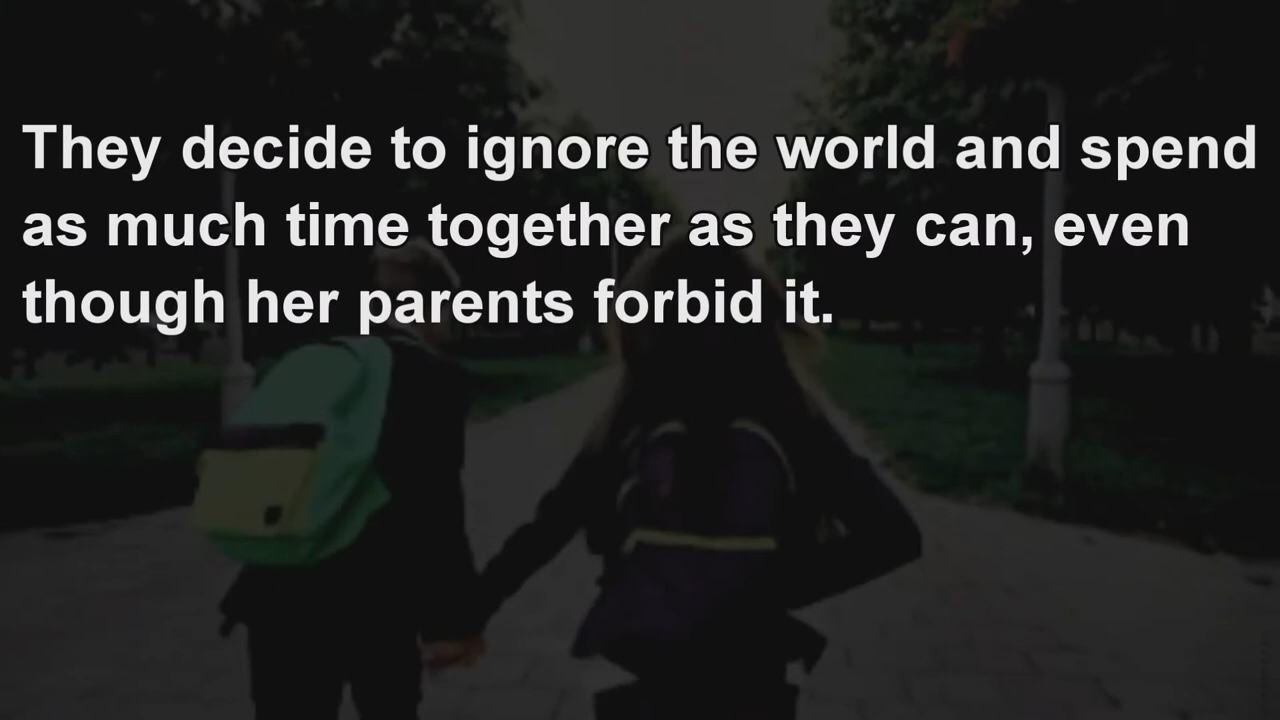 They decide to ignore the world and spend
as much time together as they can, even
though her parents forbid it.